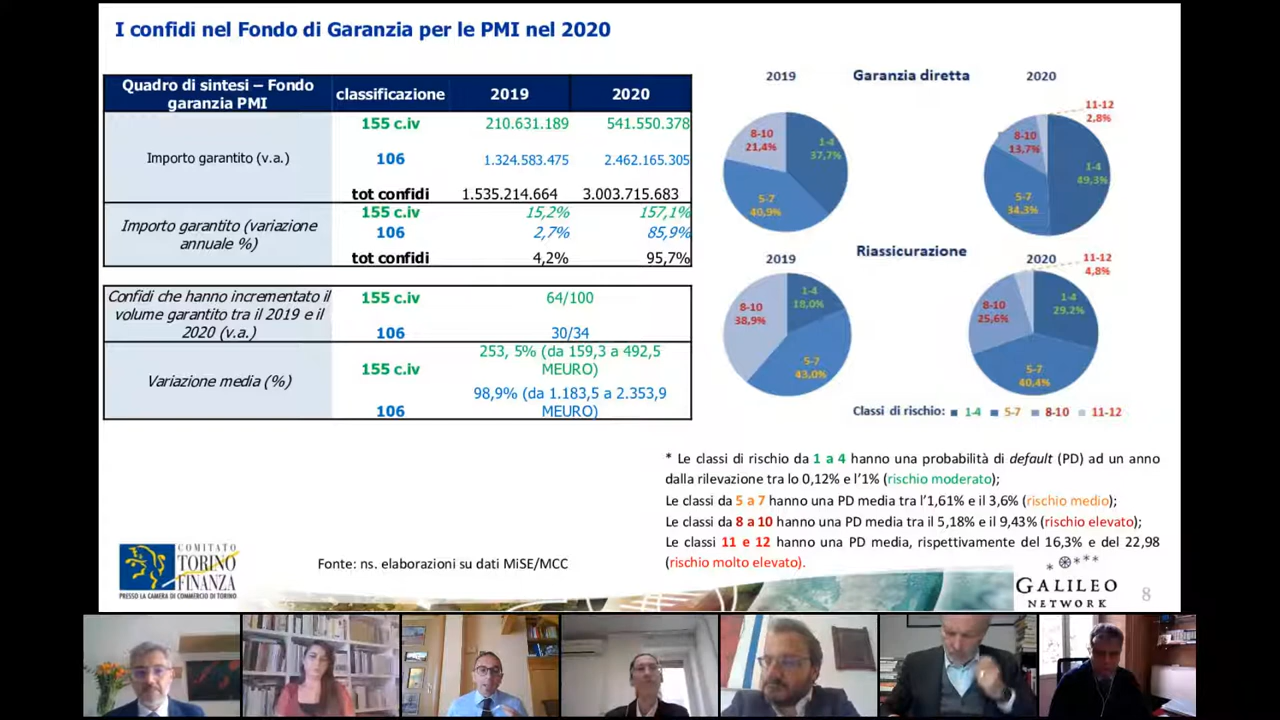 I confidi nel Fondo di Garanzia per le PMI nel 2020
Quadro di sintesi – Fondo
garanzia PMI
classificazione
2019
2020
Importo garantito (v.a.)
155 c.iv
210.631.189
541.550.378
106
1.324.583.475
2.462.165.305
tot confidi
1.535.214.664
3.003.715.683
Importo garantito (variazione
annuale %)
155 c.iv
15,2%
157,1%
106
2,7%
85,9%
tot confidi
4,2%
95,7%
Confidi che hanno incrementato il
volume garantito tra il 2019 e il
2020 (v.a.)
155 c.iv
64/100
106
30/34
Variazione media (%)
155 c.iv
253, 5% (da 159,3 a 492,5
MEURO)
106
98,9% (da 1.183,5 a 2.353,9
MEURO)
2019
Garanzia diretta
2020
8-10
21,4%
1-4
37,7%
5-7
40,9%
11-12
2,8%
8-10
13,7%
1-4
49,3%
5-7
34,3%
2019
Riassicurazione
2020
1-4
18,0%
8-10
38,9%
5-7
43,0%
11-12
4,8%
1-4
29,2%
8-10
25,6%
5-7
40,4%
Classi di rischio: 1-4 5-7 8-10 11-12
* Le classi di rischio da 1 a 4 hanno una probabilità di default (PD) ad un anno
dalla rilevazione tra lo 0,12% e l'1% (rischio moderato);
Le classi da 5 a 7 hanno una PD media tra l'1,61% e il 3,6% (rischio medio);
Le classi da 8 a 10 hanno una PD media tra il 5,18% e il 9,43% (rischio elevato);
Le classi 11 e 12 hanno una PD media, rispettivamente del 16,3% e del 22,98
(rischio molto elevato).
COMITATO
TORINO
FINANZA
PRESSO LA CAMERA DI COMMERCIO DI TORINO
Fonte: ns. elaborazioni su dati MiSE/MCC
GALILEO
NETWORK
8